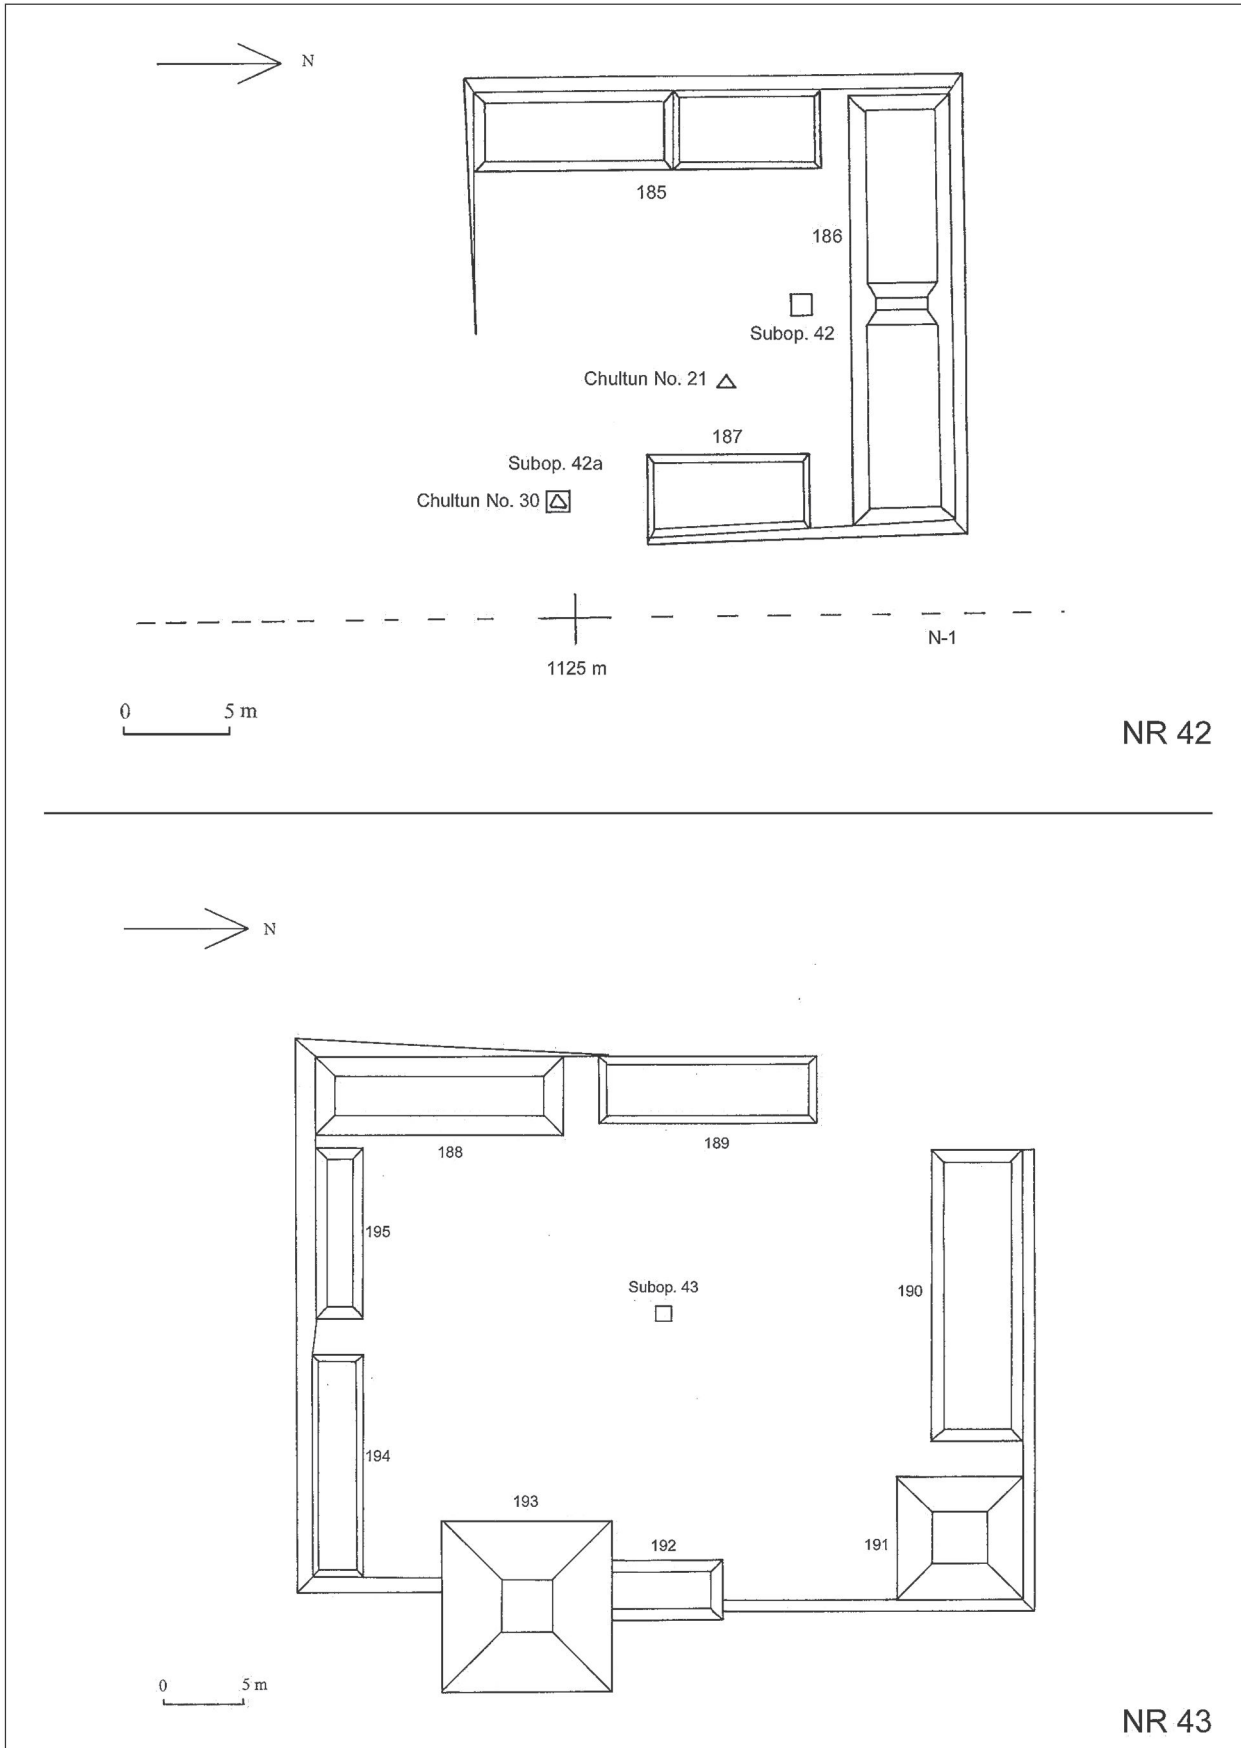 N
185
186
Subop. 42
Chultun No. 21
187
Subop. 42a
Chultun No. 30
N-1
1125 m
0 5 m
NR 42
N
188
189
195
190
Subop. 43
194
193
192
191
0 5 m
NR 43